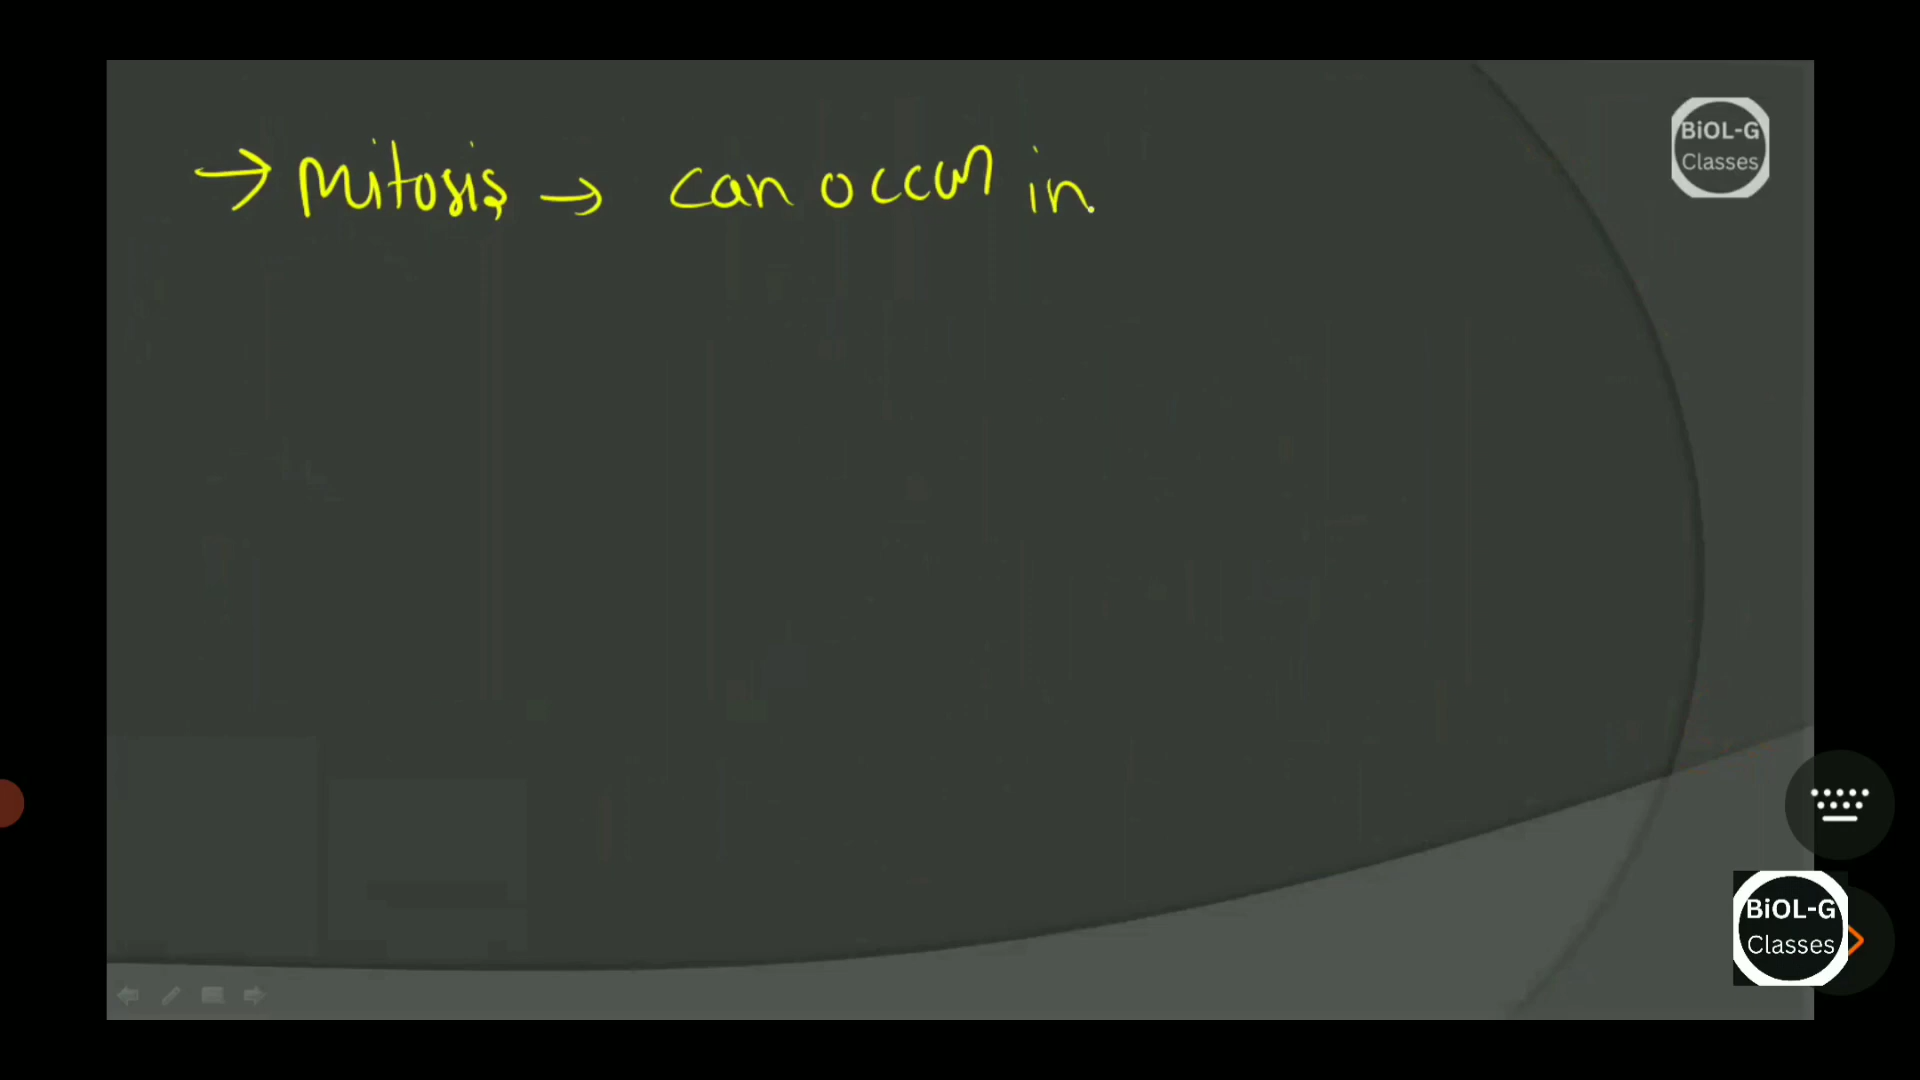 → Mitosis → can occur in
BiOL-G
Classes
BiOL-G
Classes